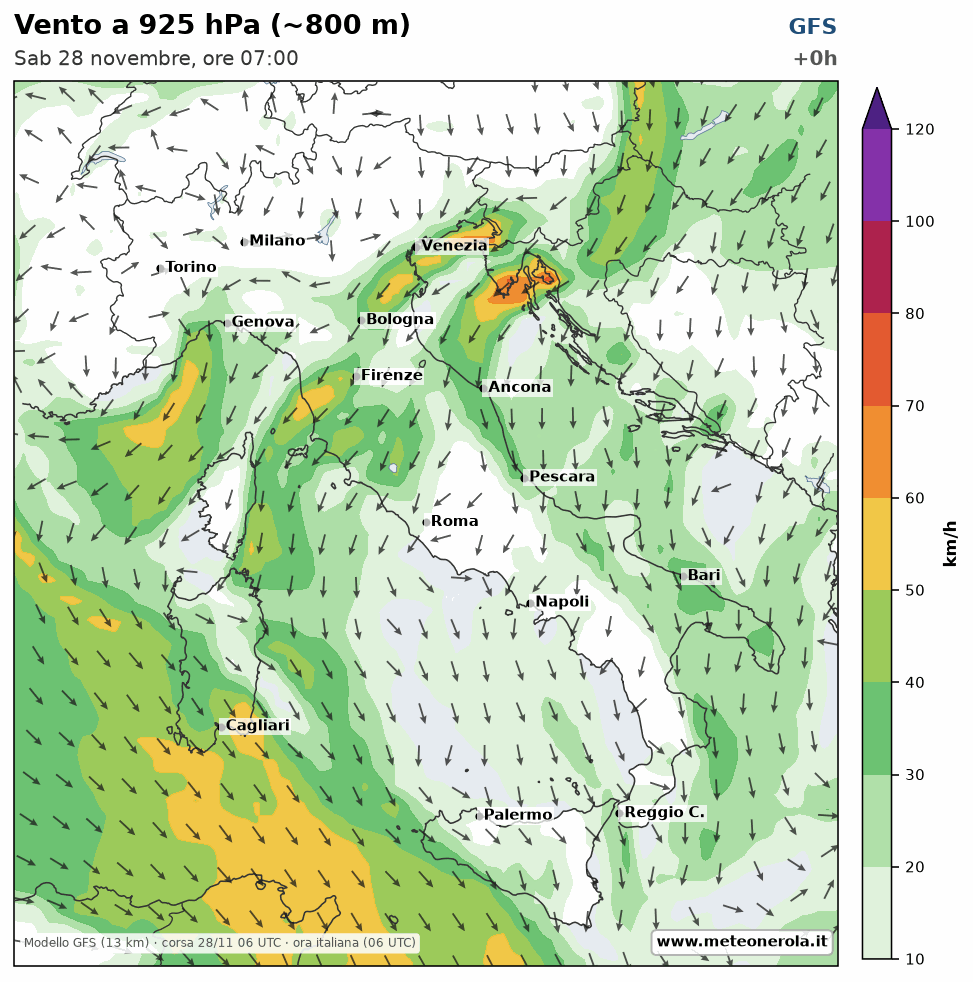 Vento a 925 hPa (~800 m)
GFS
Sab 28 novembre, ore 07:00
+0h
Milano
Venezia
Torino
Genova
Bologna
Firenze
Ancona
Pescara
Roma
Bari
Napoli
Cagliari
Palermo
Reggio C.
120
100
80
70
60
50
40
30
20
10
km/h
Modello GFS (13 km) · corsa 28/11 06 UTC · ora italiana (06 UTC)
www.meteonerola.it